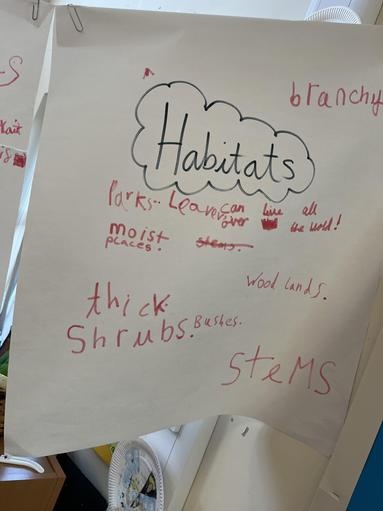 branchy
Habitats
Parks.. Leaves can live all
over the world!
moist
places.
stems.
wood lands.
thick
Shrubs. Bushes.
SteMS